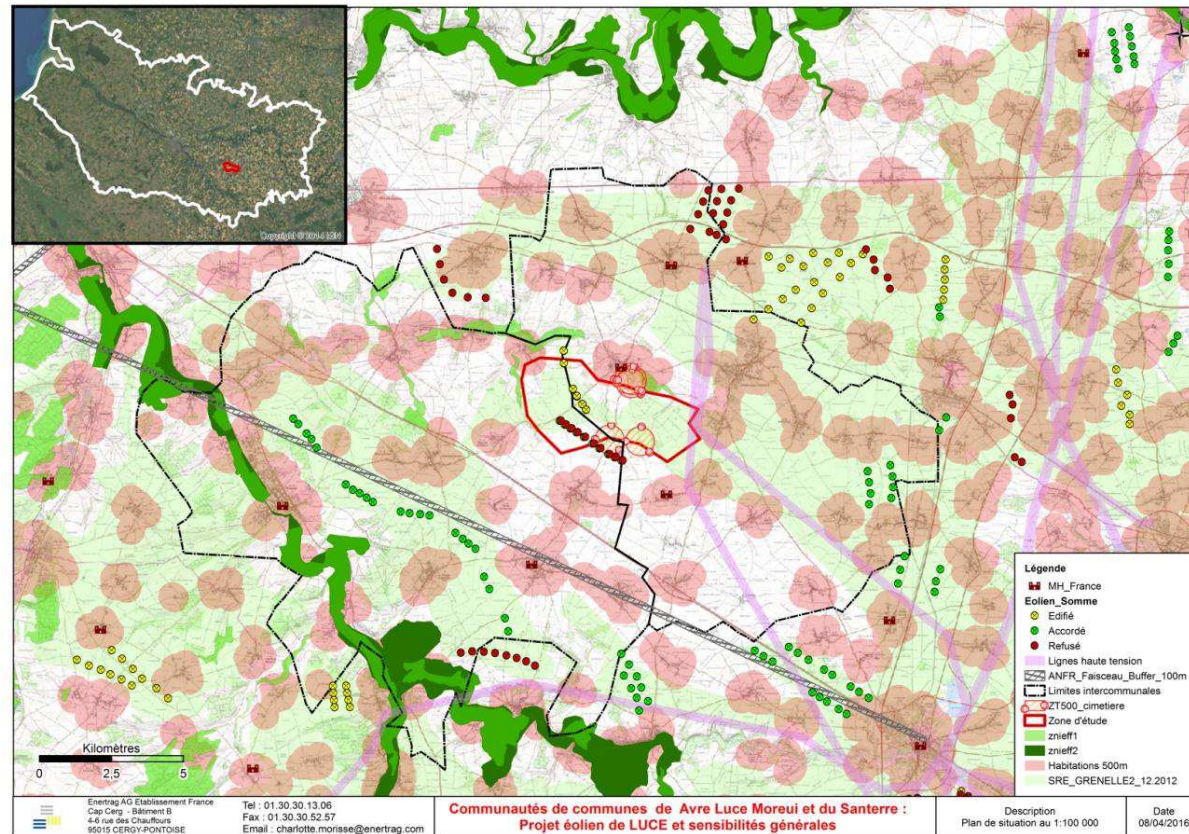 Copyright © 2014 IGN
Légende
MH_France
Eolien_Somme
Edifié
Accordé
Refusé
Lignes haute tension
ANFR_Faisceau_Buffer_100m
Limites intercommunales
ZT500_cimetiere
Zone d'étude
znieff1
znieff2
Habitations 500m
SRE_GRENELLE2_12.2012
Kilomètres
0 2,5 5
Enertrag AG Etablissement France
Cap Cerg - Bâtiment B
4-6 rue des Chauffours
95015 CERGY-PONTOISE
Tel : 01.30.30.13.06
Fax : 01.30.30.52.57
Email : charlotte.morisse@enertrag.com
Communautés de communes de Avre Luce Moreui et du Santerre :
Projet éolien de LUCE et sensibilités générales
Description
Plan de situation au 1:100 000
Date
08/04/2016